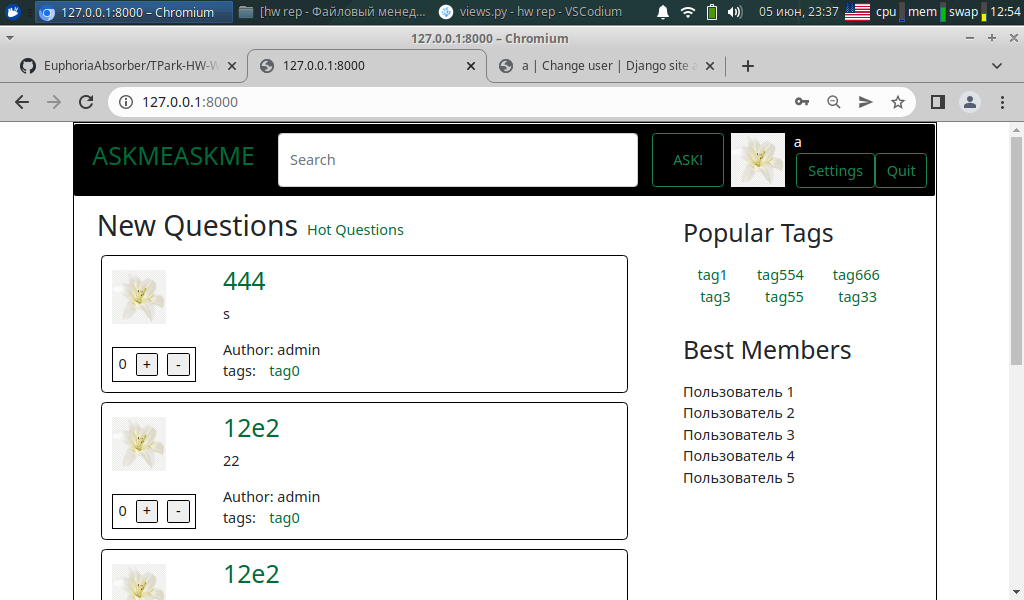 127.0.0.1:8000 – Chromium
[hw rep - Файловый менед...
views.py - hw rep - VSCodium
05 июн, 23:37
cpu
mem
swap
12:54
127.0.0.1:8000 – Chromium
EuphoriaAbsorber/TPark-HW-W
127.0.0.1:8000
a | Change user | Django site a
127.0.0.1:8000
ASKMEASKME
Search
ASK!
a
Settings
Quit
New Questions
Hot Questions
444
s
0 + -
Author: admin
tags: tag0
12e2
22
0 + -
Author: admin
tags: tag0
12e2
Popular Tags
tag1 tag554 tag666
tag3 tag55 tag33
Best Members
Пользователь 1
Пользователь 2
Пользователь 3
Пользователь 4
Пользователь 5